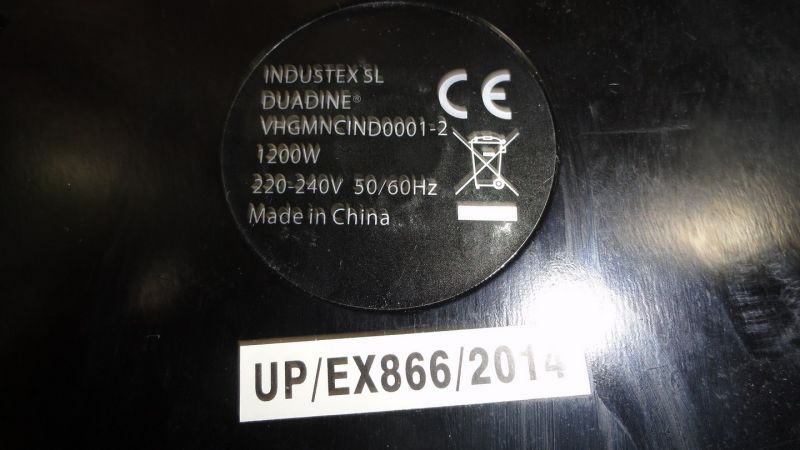 INDUSTEX SL
DUADINE®
VHGMNCIND0001-2
1200W
220-240V 50/60Hz
Made in China
CE
UP/EX866/2014